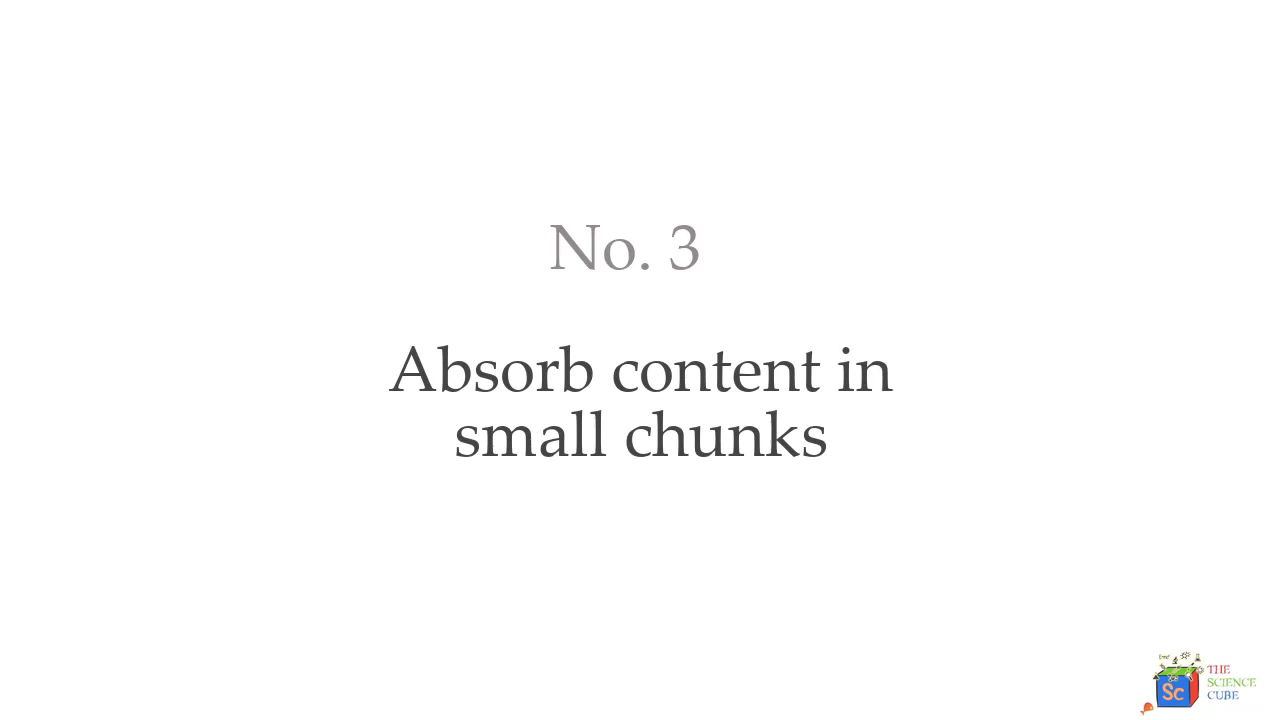 No. 3
Absorb content in
small chunks
Sc
THE
SCIENCE
CUBE